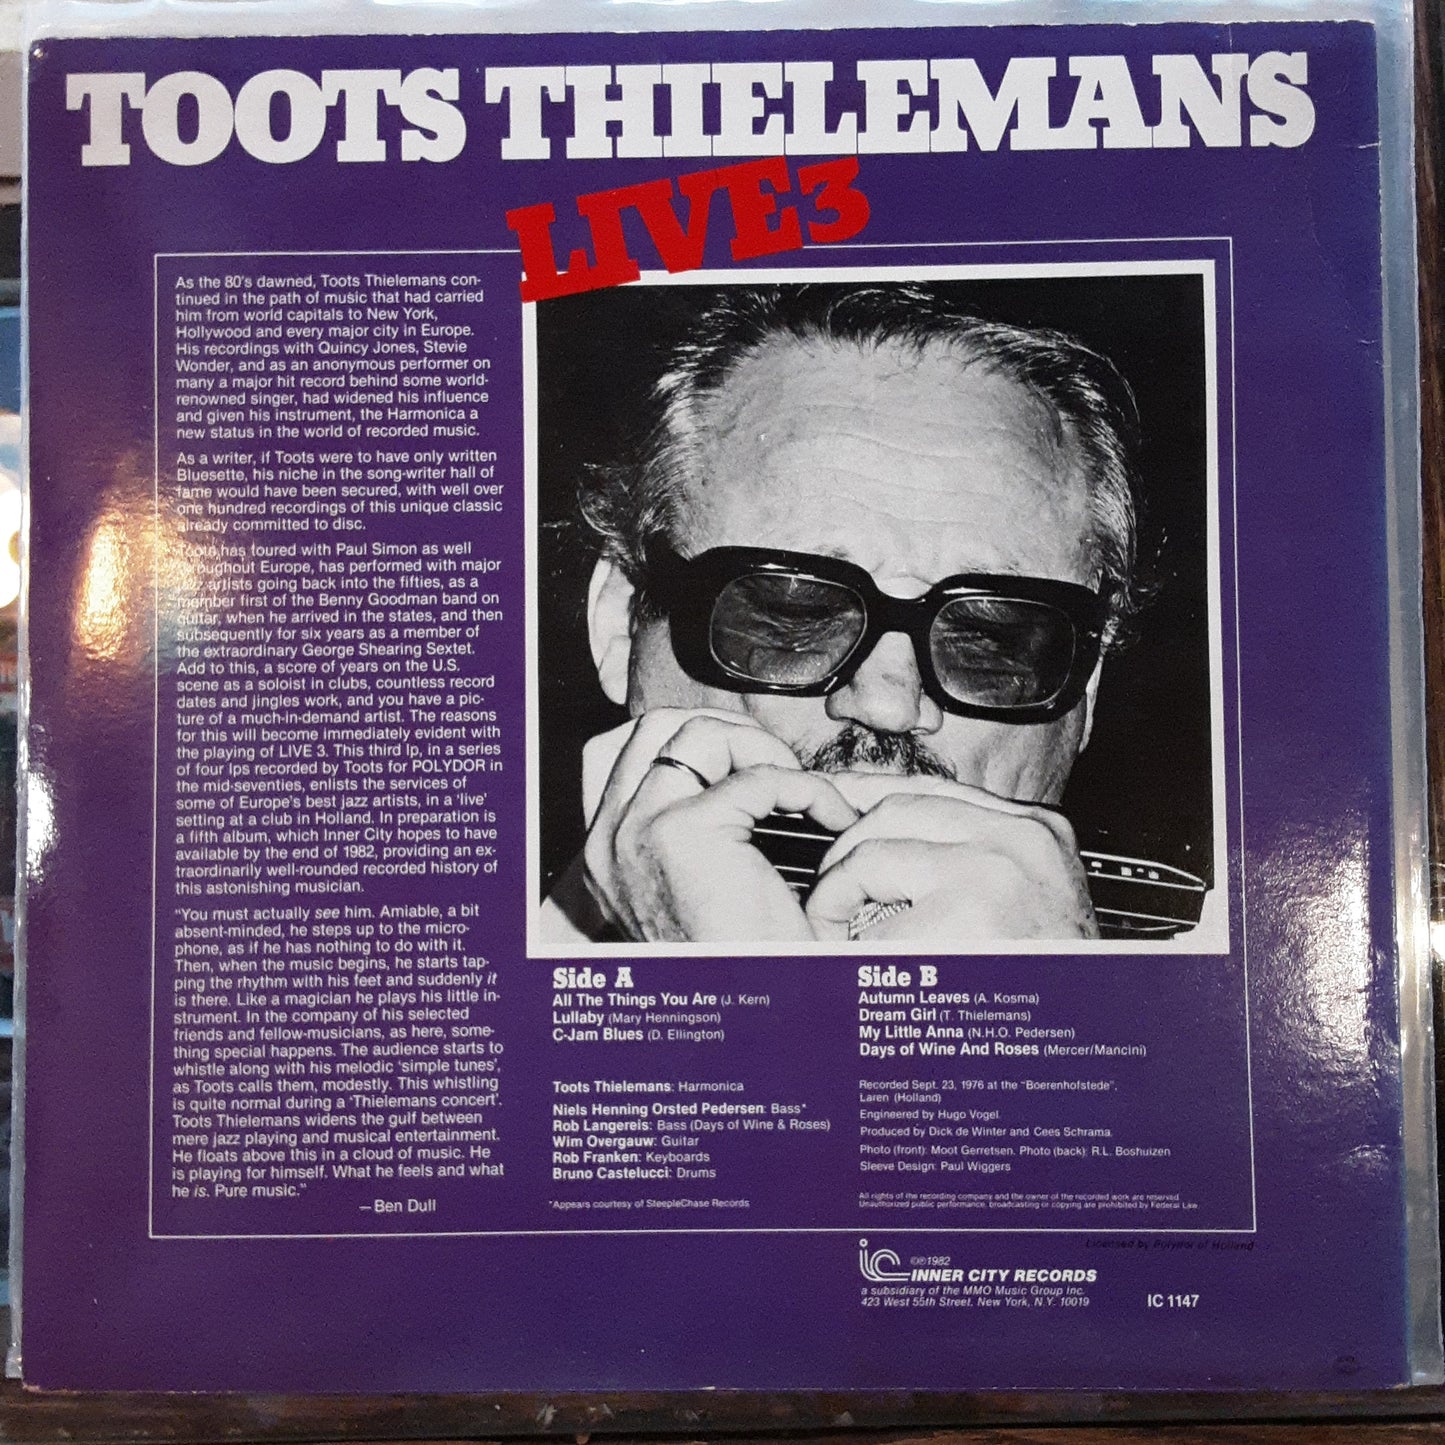 TOOTS THIELEMANS
LIVE 3
As the 80's dawned, Toots Thielemans con-
tinued in the path of music that had carried
him from world capitals to New York,
Hollywood and every major city in Europe.
His recordings with Quincy Jones, Stevie
Wonder, and as an anonymous performer on
many a major hit record behind some world-
renowned singer, had widened his influence
and given his instrument, the Harmonica a
new status in the world of recorded music.
As a writer, if Toots were to have only written
Bluesette, his niche in the song-writer hall of
fame would have been secured, with well over
one hundred recordings of this unique classic
already committed to disc.
Toots has toured with Paul Simon as well
throughout Europe, has performed with major
jazz artists going back into the fifties, as a
member first of the Benny Goodman band on
guitar, when he arrived in the states, and then
subsequently for six years as a member of
the extraordinary George Shearing Sextet.
Add to this, a score of years on the U.S.
scene as a soloist in clubs, countless record
dates and jingles work, and you have a pic-
ture of a much-in-demand artist. The reasons
for this will become immediately evident with
the playing of LIVE 3. This third lp, in a series
of four lps recorded by Toots for POLYDOR in
the mid-seventies, enlists the services of
some of Europe's best jazz artists, in a 'live'
setting at a club in Holland. In preparation is
a fifth album, which Inner City hopes to have
available by the end of 1982, providing an ex-
traordinarily well-rounded recorded history of
this astonishing musician.
"You must actually see him. Amiable, a bit
absent-minded, he steps up to the micro-
phone, as if he has nothing to do with it.
Then, when the music begins, he starts tap-
ping the rhythm with his feet and suddenly it
is there. Like a magician he plays his little in-
strument. In the company of his selected
friends and fellow-musicians, as here, some-
thing special happens. The audience starts to
whistle along with his melodic 'simple tunes',
as Toots calls them, modestly. This whistling
is quite normal during a 'Thielemans concert'.
Toots Thielemans widens the gulf between
mere jazz playing and musical entertainment.
He floats above this in a cloud of music. He
is playing for himself. What he feels and what
he is. Pure music."
—Ben Dull
Side A
All The Things You Are (J. Kern)
Lullaby (Mary Henningson)
C-Jam Blues (D. Ellington)
Toots Thielemans: Harmonica
Niels Henning Orsted Pedersen: Bass*
Rob Langereis: Bass (Days of Wine & Roses)
Wim Overgauw: Guitar
Rob Franken: Keyboards
Bruno Castelucci: Drums
*Appears courtesy of SteepleChase Records
Side B
Autumn Leaves (A. Kosma)
Dream Girl (T. Thielemans)
My Little Anna (N.H.O. Pedersen)
Days of Wine And Roses (Mercer/Mancini)
Recorded Sept. 23, 1976 at the "Boerenhofstede",
Laren (Holland)
Engineered by Hugo Vogel.
Produced by Dick de Winter and Cees Schrama.
Photo (front): Moot Gerretsen. Photo (back): R.L. Boshuizen
Sleeve Design: Paul Wiggers
All rights of the recording company and the owner of the recorded work are reserved.
Unauthorized public performance, broadcasting or copying are prohibited by Federal Law.
Licensed by Polydor of Holland
ic ©℗1982
INNER CITY RECORDS
a subsidiary of the MMO Music Group Inc.
423 West 55th Street, New York, N.Y. 10019
IC 1147